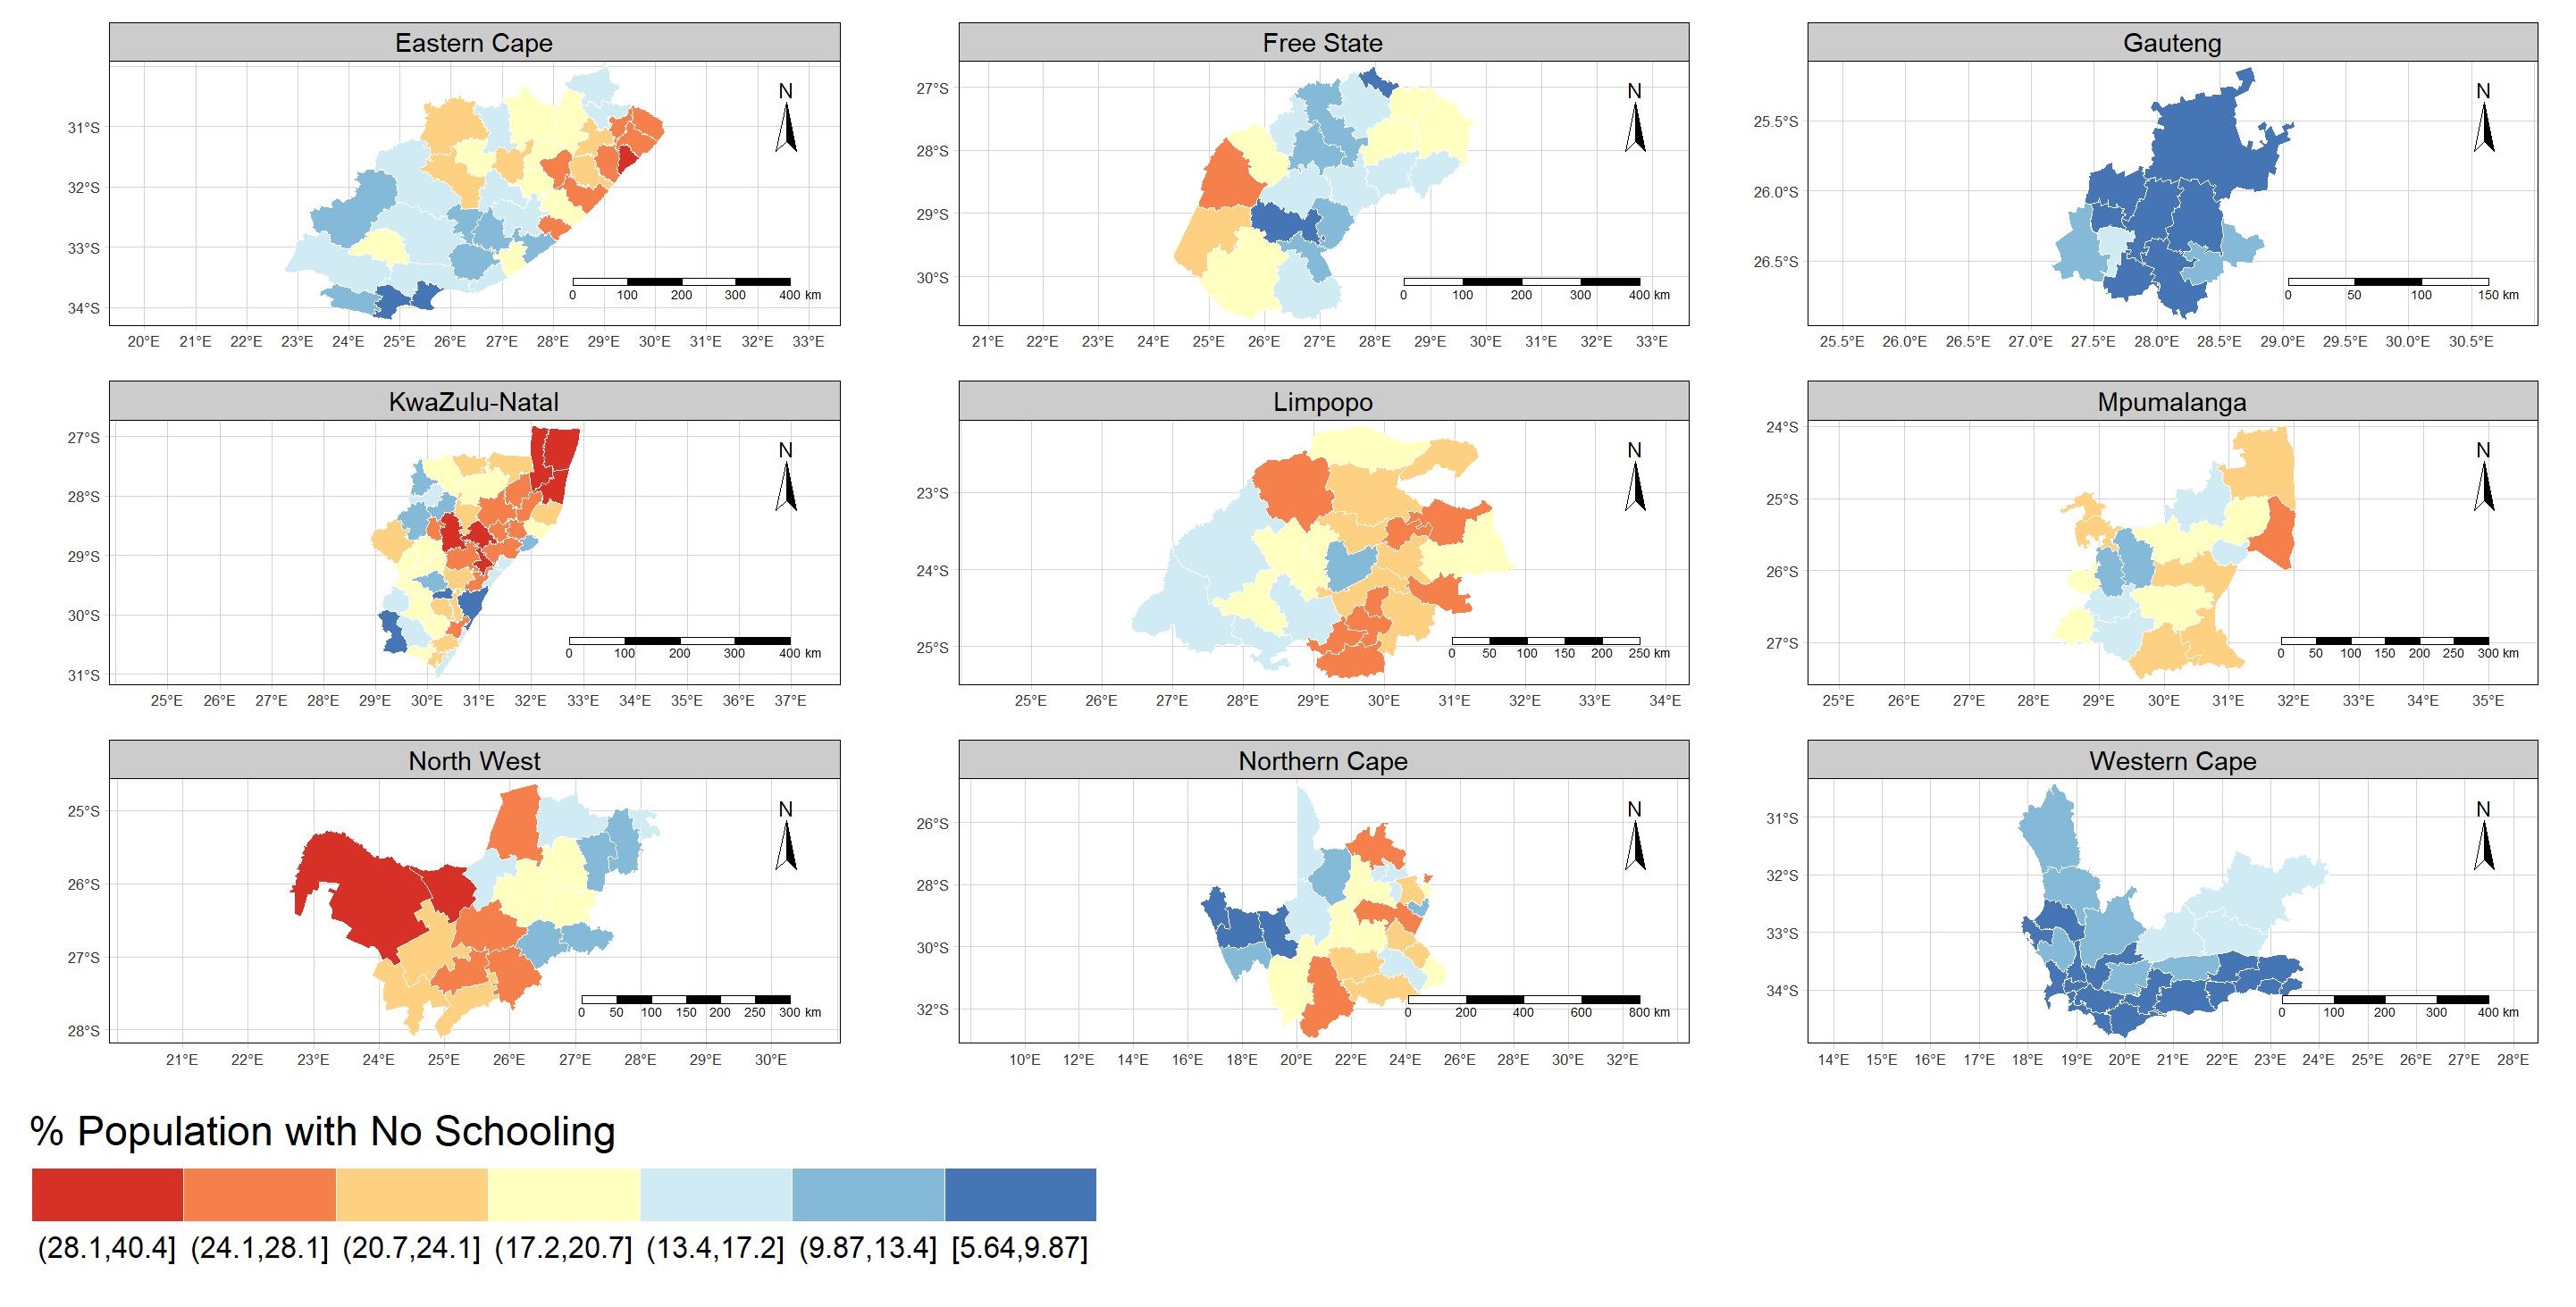 Eastern Cape
Free State
Gauteng
N
31°S
32°S
33°S
34°S
0 100 200 300 400 km
20°E 21°E 22°E 23°E 24°E 25°E 26°E 27°E 28°E 29°E 30°E 31°E 32°E 33°E
N
27°S
28°S
29°S
30°S
0 100 200 300 400 km
21°E 22°E 23°E 24°E 25°E 26°E 27°E 28°E 29°E 30°E 31°E 32°E 33°E
N
25.5°S
26.0°S
26.5°S
0 50 100 150 km
25.5°E 26.0°E 26.5°E 27.0°E 27.5°E 28.0°E 28.5°E 29.0°E 29.5°E 30.0°E 30.5°E
KwaZulu-Natal
Limpopo
Mpumalanga
N
27°S
28°S
29°S
30°S
31°S
0 100 200 300 400 km
25°E 26°E 27°E 28°E 29°E 30°E 31°E 32°E 33°E 34°E 35°E 36°E 37°E
N
23°S
24°S
25°S
0 50 100 150 200 250 km
25°E 26°E 27°E 28°E 29°E 30°E 31°E 32°E 33°E 34°E
N
24°S
25°S
26°S
27°S
0 50 100 150 200 250 300 km
25°E 26°E 27°E 28°E 29°E 30°E 31°E 32°E 33°E 34°E 35°E
North West
Northern Cape
Western Cape
N
25°S
26°S
27°S
28°S
0 50 100 150 200 250 300 km
21°E 22°E 23°E 24°E 25°E 26°E 27°E 28°E 29°E 30°E
N
26°S
28°S
30°S
32°S
0 200 400 600 800 km
10°E 12°E 14°E 16°E 18°E 20°E 22°E 24°E 26°E 28°E 30°E 32°E
N
31°S
32°S
33°S
34°S
0 100 200 300 400 km
14°E 15°E 16°E 17°E 18°E 19°E 20°E 21°E 22°E 23°E 24°E 25°E 26°E 27°E 28°E
% Population with No Schooling
(28.1,40.4] (24.1,28.1] (20.7,24.1] (17.2,20.7] (13.4,17.2] (9.87,13.4] [5.64,9.87]